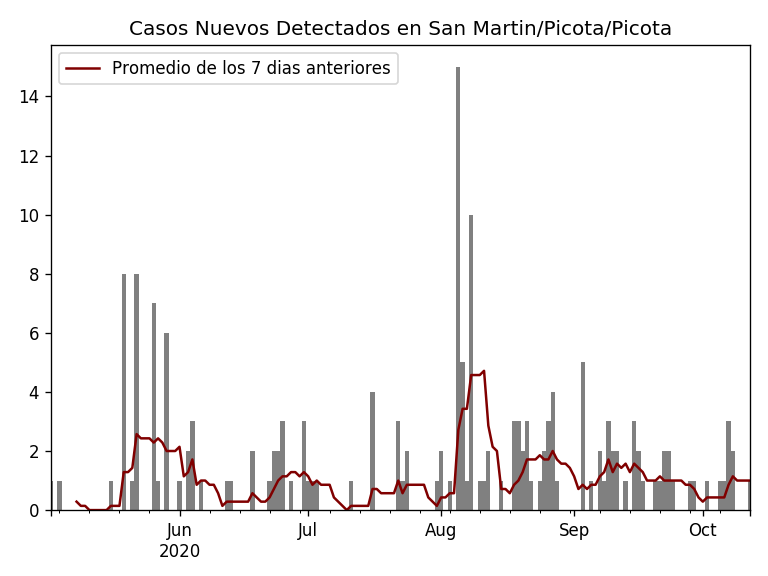 Casos Nuevos Detectados en San Martin/Picota/Picota
Promedio de los 7 dias anteriores
14
12
10
8
6
4
2
0
Jun
2020
Jul
Aug
Sep
Oct